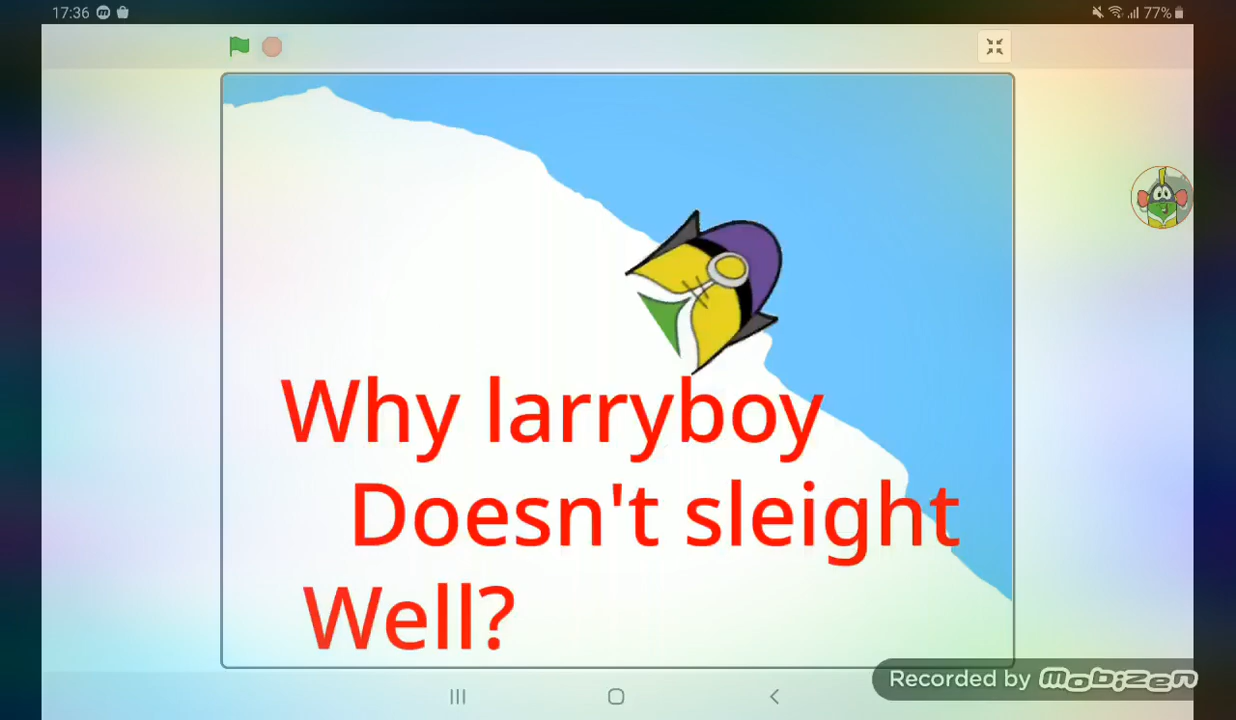 17:36
77%
Why larryboy
Doesn't sleight
Well?
Recorded by mobizen